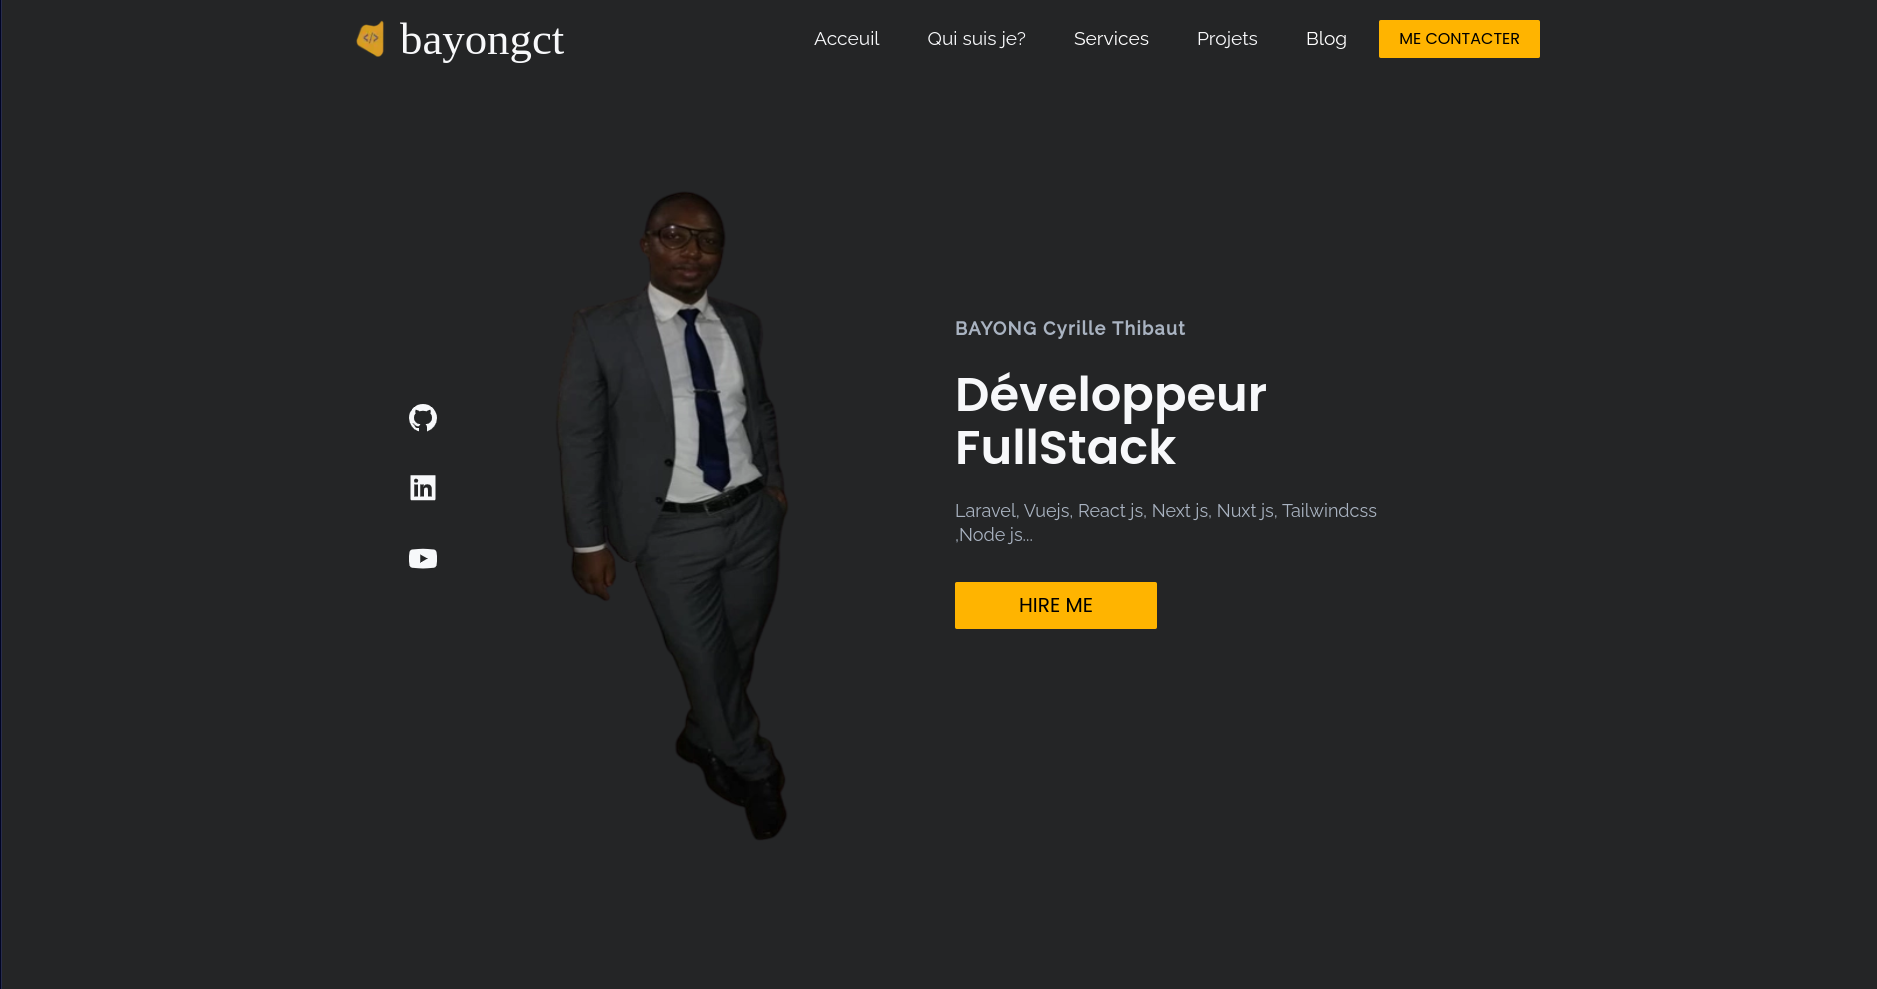 bayongct
Acceuil
Qui suis je?
Services
Projets
Blog
ME CONTACTER
BAYONG Cyrille Thibaut
Développeur
FullStack
Laravel, Vuejs, React js, Next js, Nuxt js, Tailwindcss
,Node js...
HIRE ME